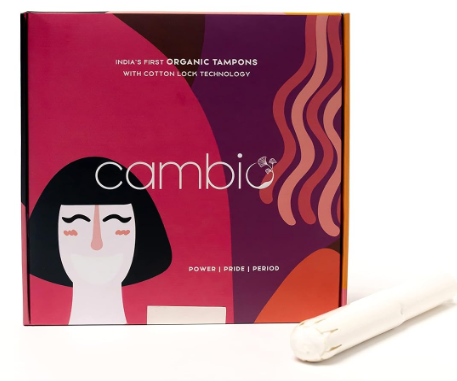 INDIA'S FIRST ORGANIC TAMPONS
WITH COTTON LOCK TECHNOLOGY
cambio
POWER | PRIDE | PERIOD